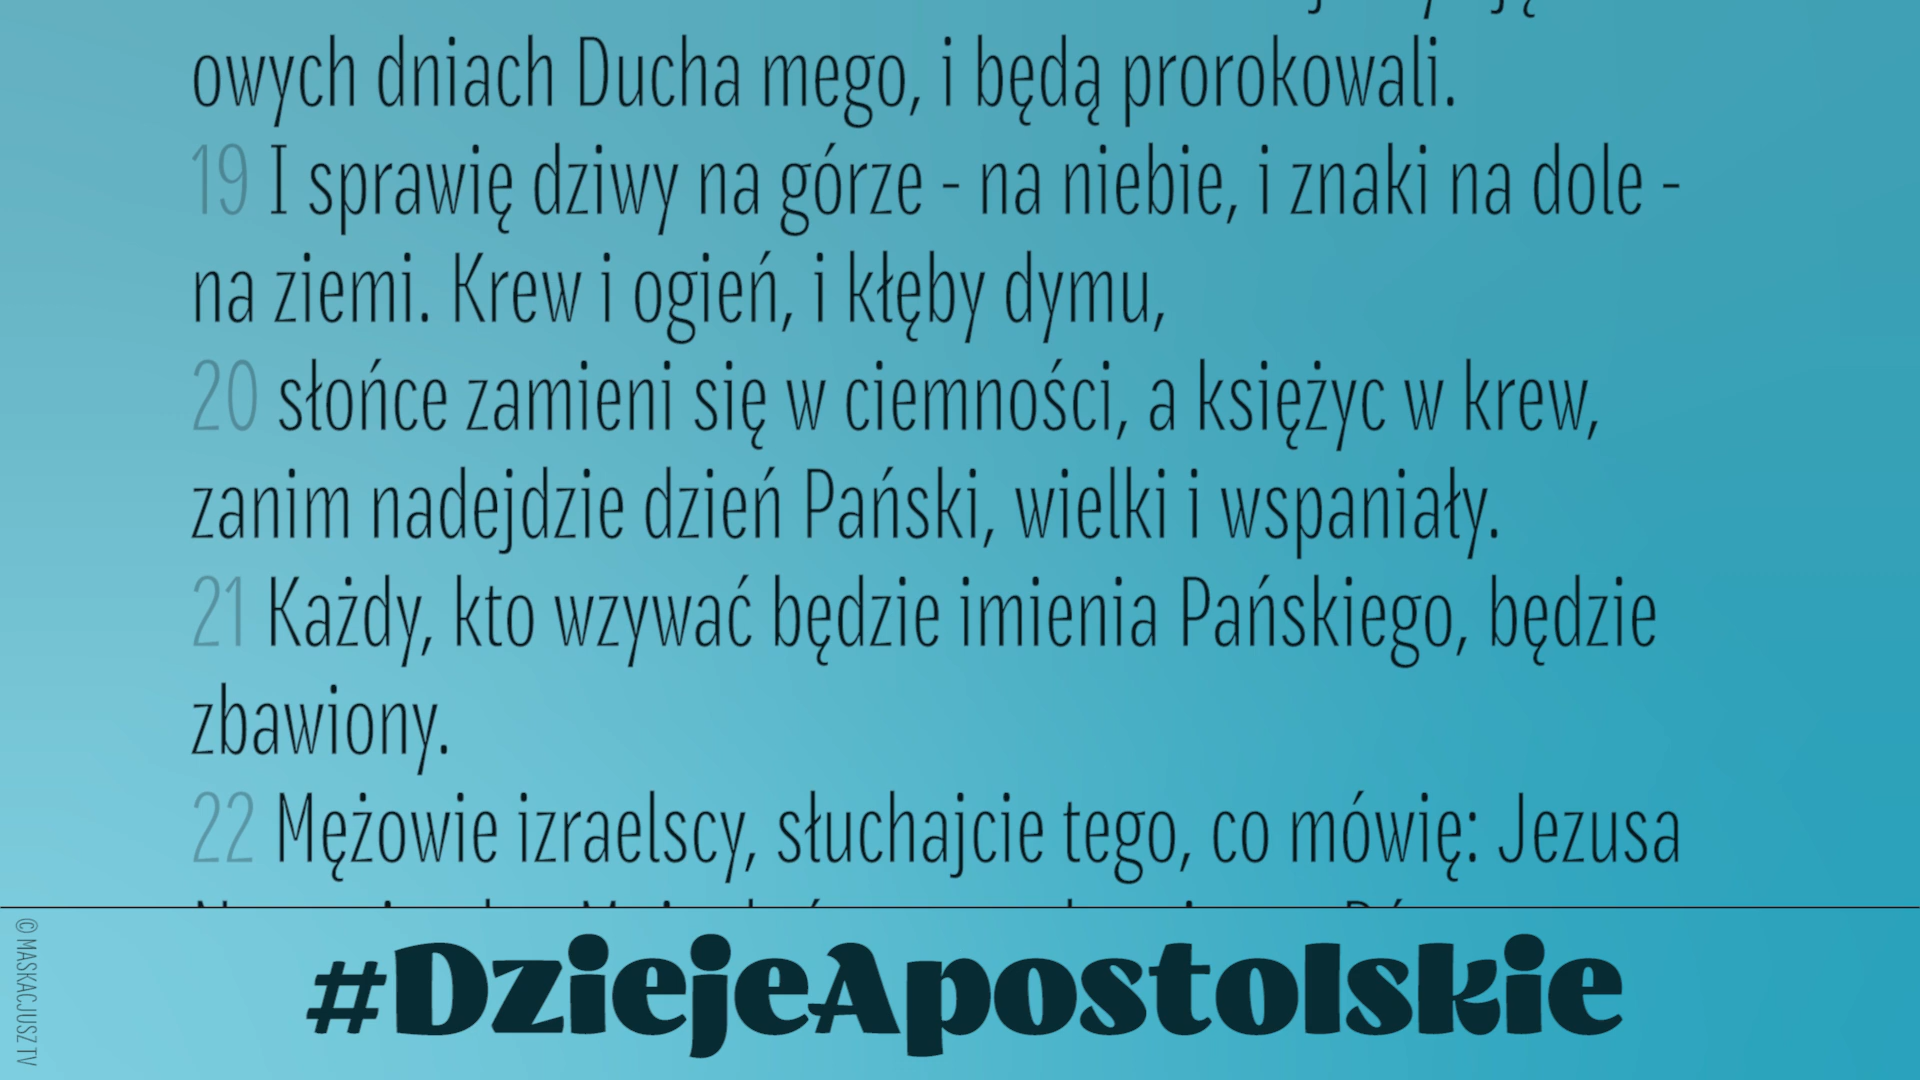 owych dniach Ducha mego, i będą prorokowali.
19 I sprawię dziwy na górze - na niebie, i znaki na dole -
na ziemi. Krew i ogień, i kłęby dymu,
20 słońce zamieni się w ciemności, a księżyc w krew,
zanim nadejdzie dzień Pański, wielki i wspaniały.
21 Każdy, kto wzywać będzie imienia Pańskiego, będzie
zbawiony.
22 Mężowie izraelscy, słuchajcie tego, co mówię: Jezusa
#DziejeApostolskie
© MASKACJUSZ TV